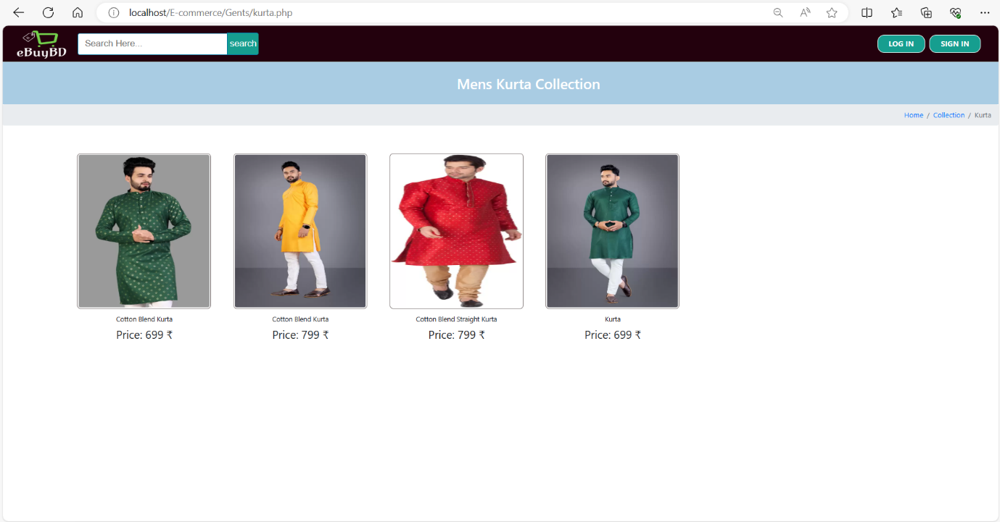 localhost/E-commerce/Gents/kurta.php
eBuyBD
Search Here... search LOG IN SIGN IN
Mens Kurta Collection
Home / Collection / Kurta
Cotton Blend Kurta
Price: 699 ₹
Cotton Blend Kurta
Price: 799 ₹
Cotton Blend Straight Kurta
Price: 799 ₹
Kurta
Price: 699 ₹